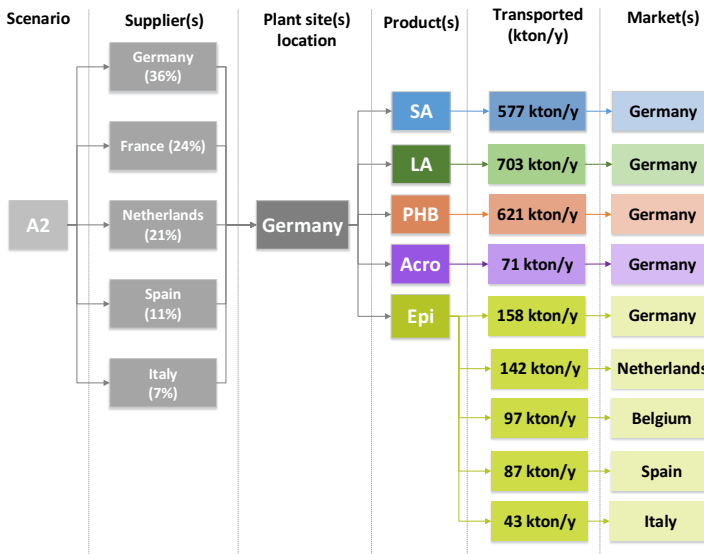 Scenario
Supplier(s)
Plant site(s)
location
Product(s)
Transported
(kton/y)
Market(s)
A2
Germany
(36%)
France (24%)
Netherlands
(21%)
Spain
(11%)
Italy
(7%)
Germany
SA
577 kton/y
Germany
LA
703 kton/y
Germany
PHB
621 kton/y
Germany
Acro
71 kton/y
Germany
Epi
158 kton/y
Germany
142 kton/y
Netherlands
97 kton/y
Belgium
87 kton/y
Spain
43 kton/y
Italy